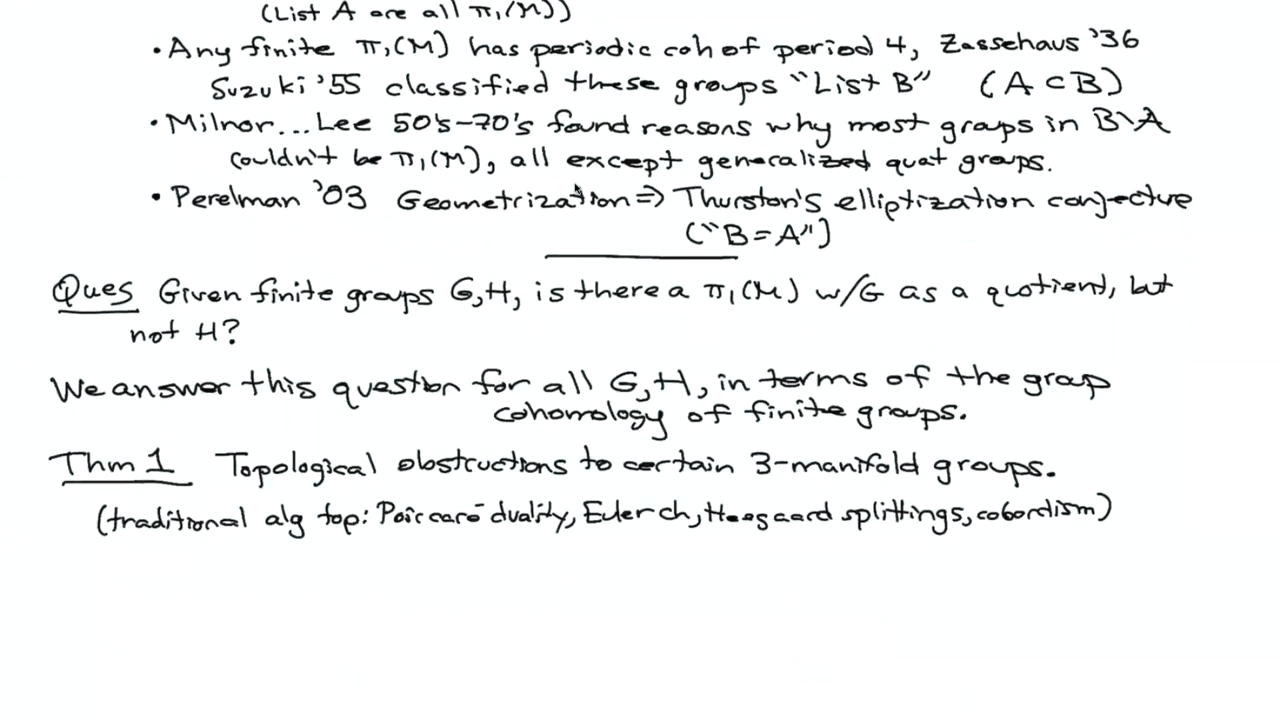 (List A are all π₁(M))
• Any finite π₁(M) has periodic coh of period 4, Zassehaus '36
Suzuki '55 classified these groups "List B" (A ⊂ B)
• Milnor...Lee 50's-70's found reasons why most groups in B\A
couldn't be π₁(M), all except generalized quat groups.
• Perelman '03 Geometrization ⇒ Thurston's elliptization conjecture
("B = A")
Ques Given finite groups G,H, is there a π₁(M) w/G as a quotient, but
not H?
We answer this question for all G,H, in terms of the group
cohomology of finite groups.
Thm 1 Topological obstructions to certain 3-manifold groups.
(traditional alg top: Poincaré duality, Euler ch, Heegaard splittings, cobordism)